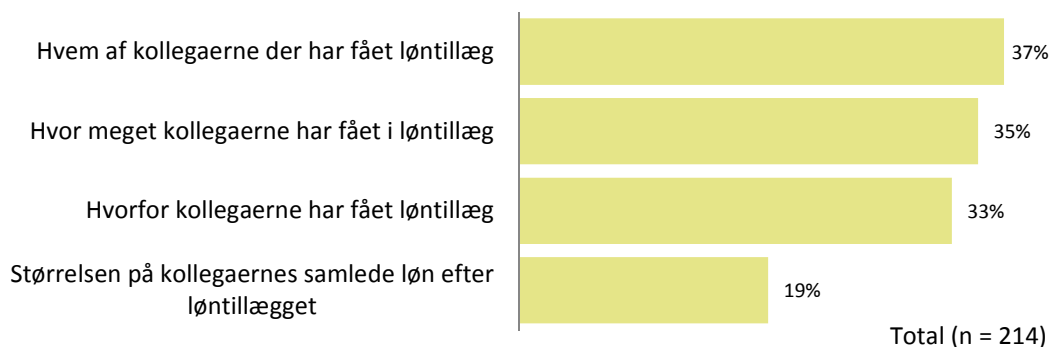 Hvem af kollegaerne der har fået løntillæg
37%
Hvor meget kollegaerne har fået i løntillæg
35%
Hvorfor kollegaerne har fået løntillæg
33%
Størrelsen på kollegaernes samlede løn efter
løntillægget
19%
Total (n = 214)